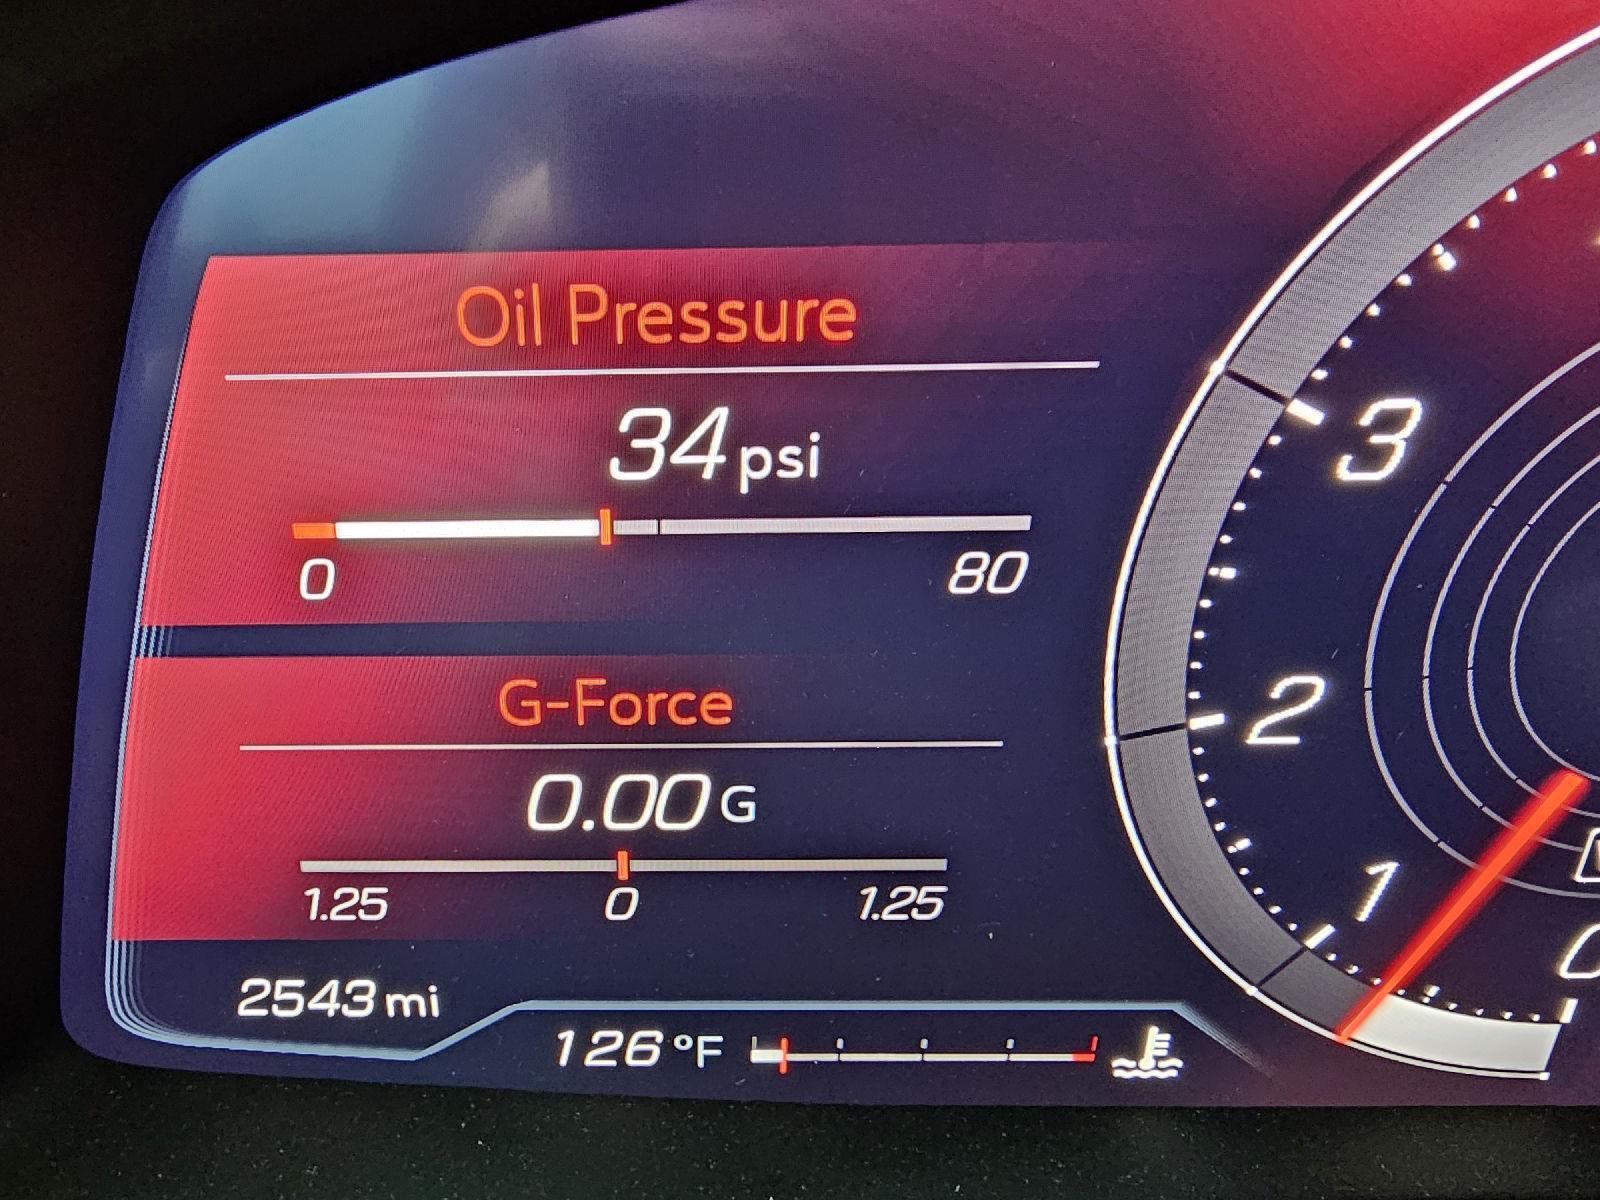 Oil Pressure
34 psi
0 80
G-Force
0.00 G
1.25 0 1.25
2543 mi
126 °F
3
2
1
0